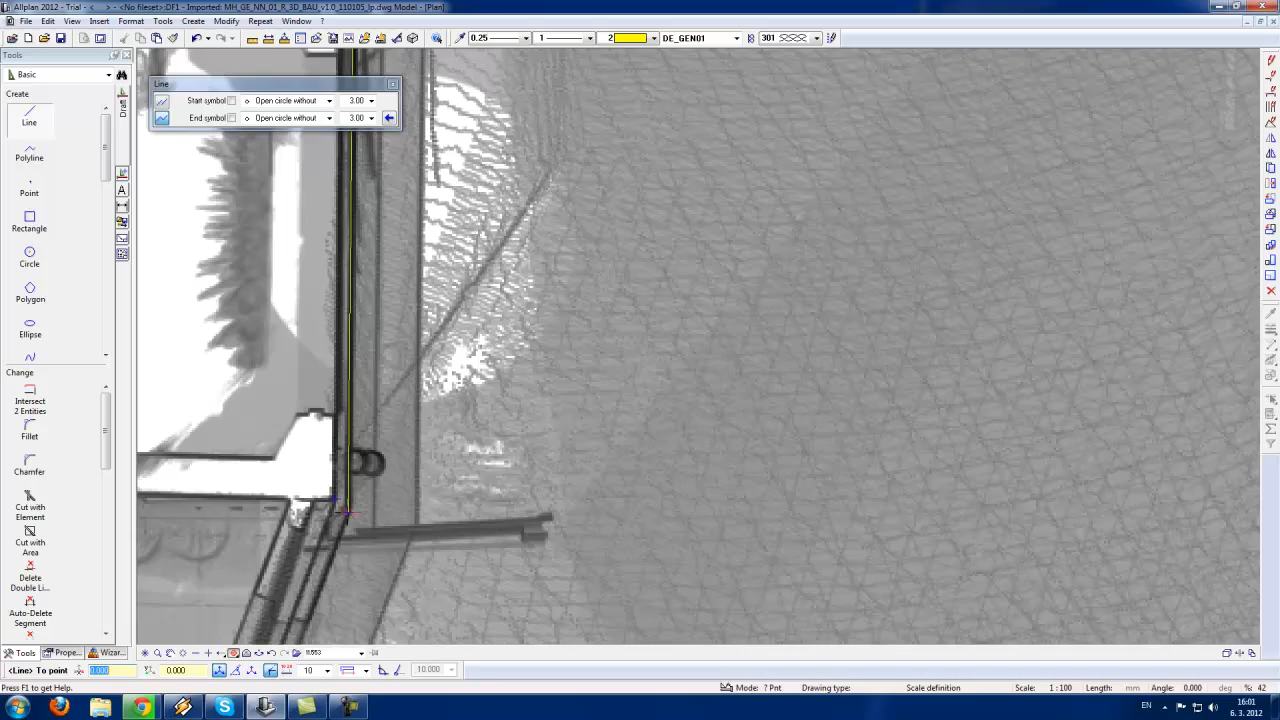 Allplan 2012 - Trial - < > - <No fileset>:DF1 - Imported: MH_GE_NN_01_R_3D_BAU_v1.0_110105_lp.dwg Model - [Plan]
File Edit View Insert Format Tools Create Modify Repeat Window ?
0.25 1 2 DE_GEN01 301
Tools
Basic
Create
Line
Polyline
Point
Rectangle
Circle
Polygon
Ellipse
Change
Intersect
2 Entities
Fillet
Chamfer
Cut with
Element
Cut with
Area
Delete
Double Li...
Auto-Delete
Segment
Draft
Line
Start symbol Open circle without 3.00
End symbol Open circle without 3.00
Tools Prope... Wizar...
<Line> To point 0.000 0.000 10 10.000
Press F1 to get Help.
Mode: ? Pnt Drawing type: Scale definition Scale: 1 : 100 Length: mm Angle: 0.000 deg %: 42
EN 16:01
6. 3. 2012